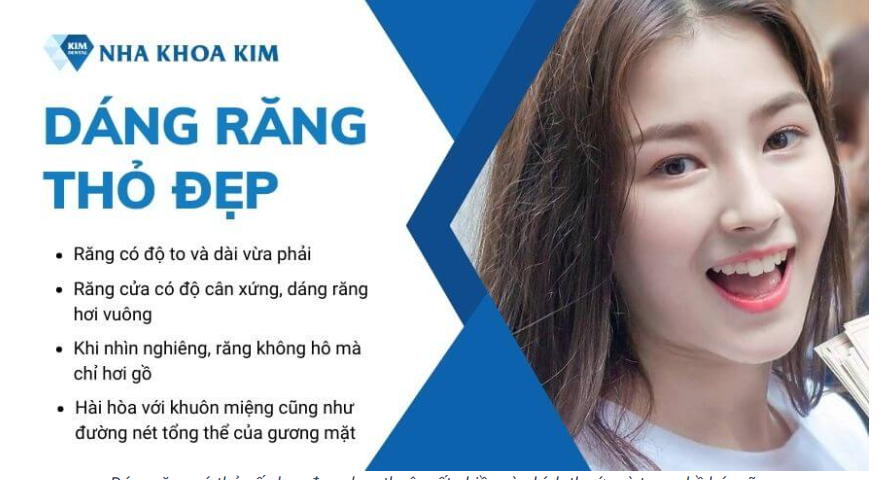 KIM
DENTAL
NHA KHOA KIM
DÁNG RĂNG
THỎ ĐẸP
• Răng có độ to và dài vừa phải
• Răng cửa có độ cân xứng, dáng răng
hơi vuông
• Khi nhìn nghiêng, răng không hô mà
chỉ hơi gồ
• Hài hòa với khuôn miệng cũng như
đường nét tổng thể của gương mặt